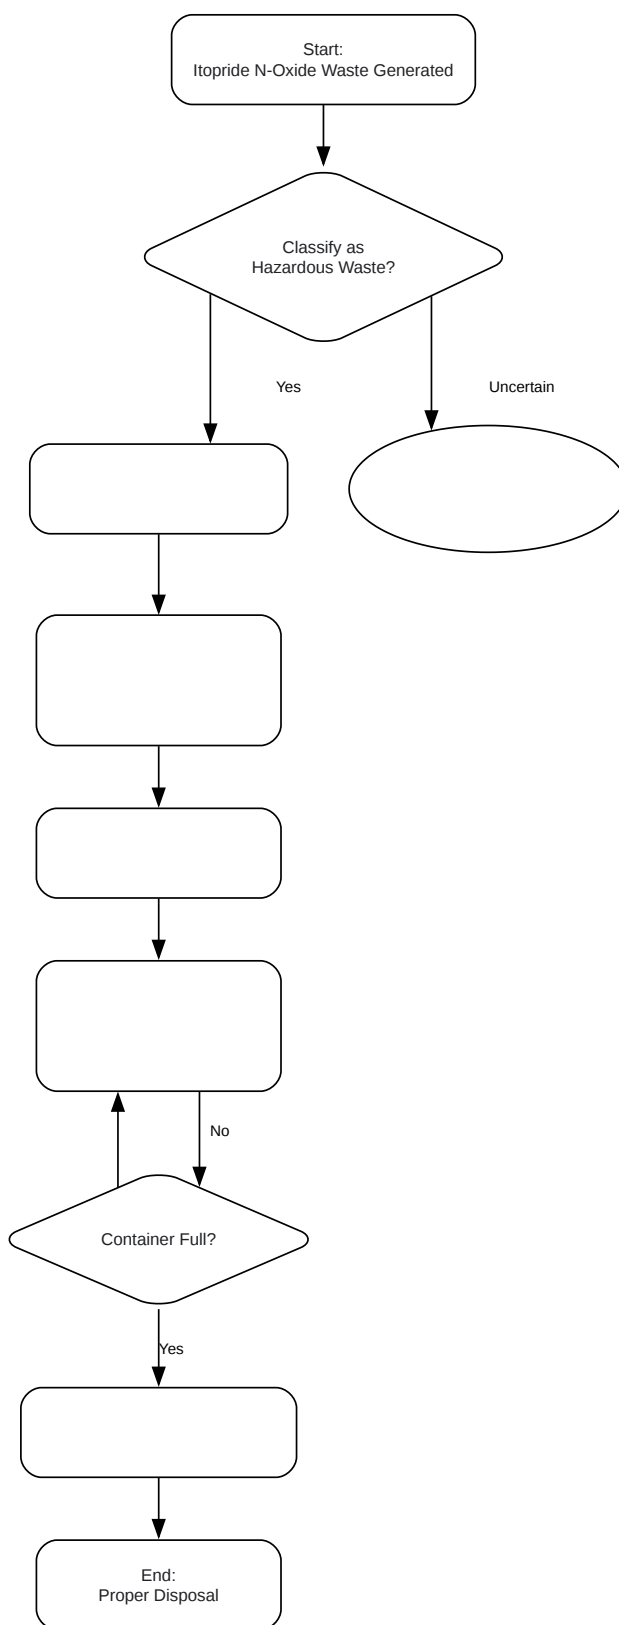 Start:
Itopride N-Oxide Waste Generated
Classify as
Hazardous Waste?
Yes
Uncertain
No
Container Full?
Yes
End:
Proper Disposal